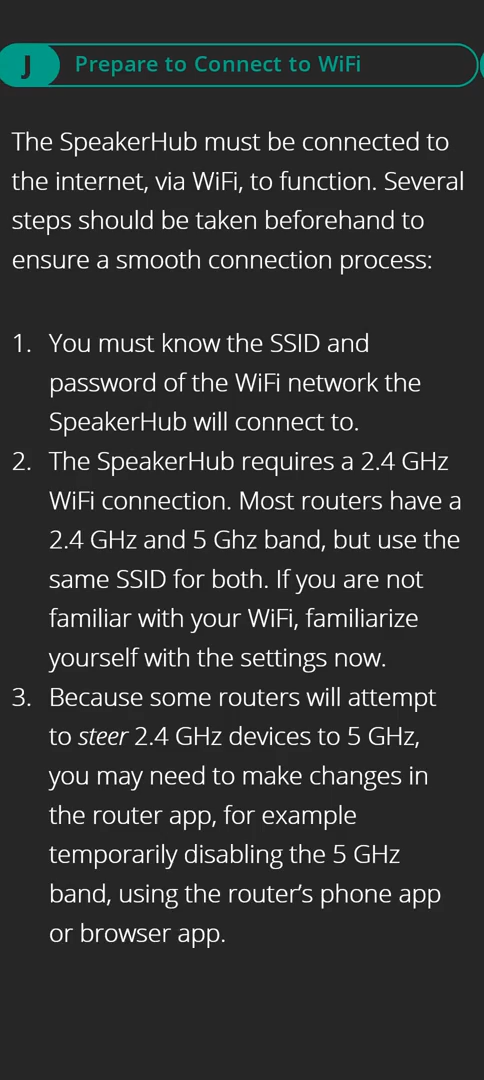 J Prepare to Connect to WiFi
The SpeakerHub must be connected to
the internet, via WiFi, to function. Several
steps should be taken beforehand to
ensure a smooth connection process:
1. You must know the SSID and
password of the WiFi network the
SpeakerHub will connect to.
2. The SpeakerHub requires a 2.4 GHz
WiFi connection. Most routers have a
2.4 GHz and 5 Ghz band, but use the
same SSID for both. If you are not
familiar with your WiFi, familiarize
yourself with the settings now.
3. Because some routers will attempt
to steer 2.4 GHz devices to 5 GHz,
you may need to make changes in
the router app, for example
temporarily disabling the 5 GHz
band, using the router’s phone app
or browser app.